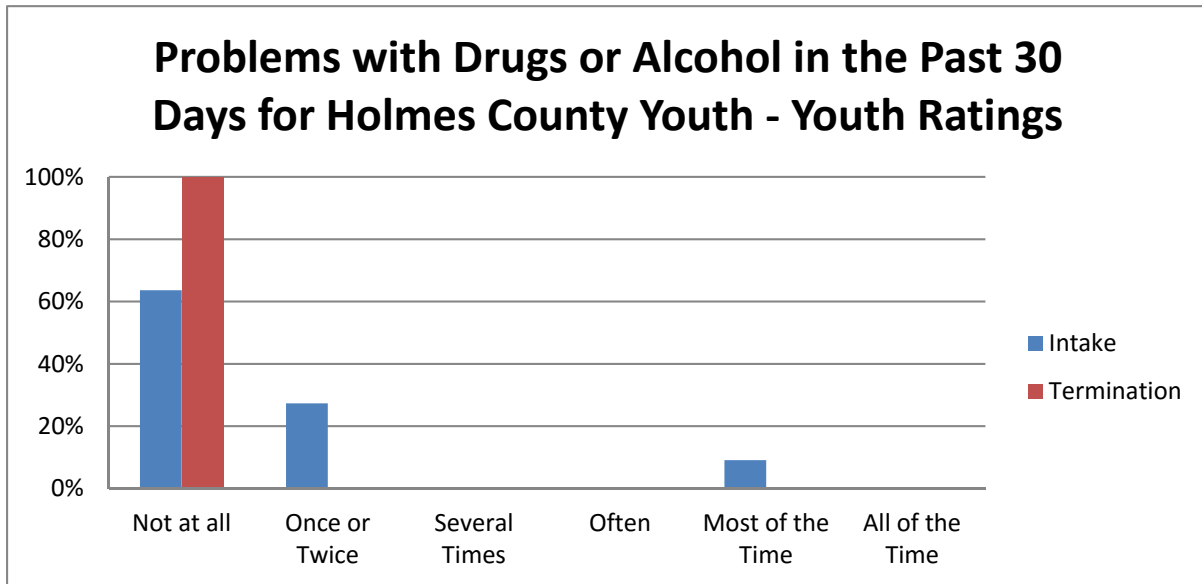 Problems with Drugs or Alcohol in the Past 30
Days for Holmes County Youth - Youth Ratings
100%
80%
60%
40%
20%
0%
Not at all
Once or
Twice
Several
Times
Often
Most of the
Time
All of the
Time
Intake
Termination